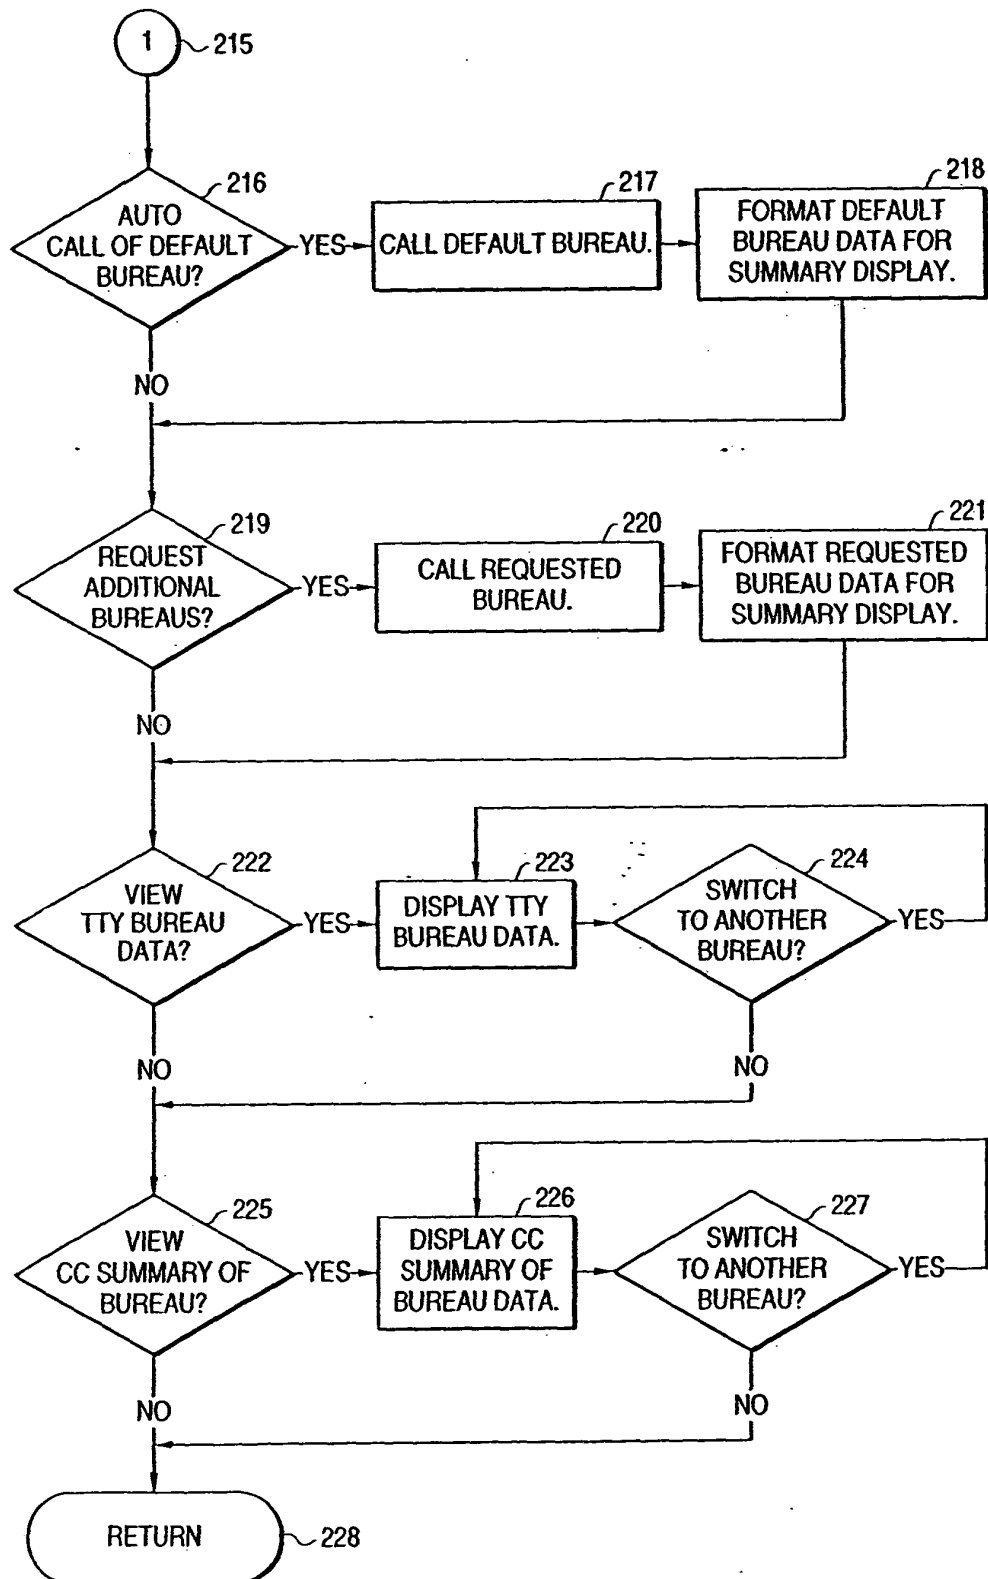 1
215
216
AUTO
CALL OF DEFAULT
BUREAU?
YES
217
CALL DEFAULT BUREAU.
218
FORMAT DEFAULT
BUREAU DATA FOR
SUMMARY DISPLAY.
NO
219
REQUEST
ADDITIONAL
BUREAUS?
YES
220
CALL REQUESTED
BUREAU.
221
FORMAT REQUESTED
BUREAU DATA FOR
SUMMARY DISPLAY.
NO
222
VIEW
TTY BUREAU
DATA?
YES
223
DISPLAY TTY
BUREAU DATA.
224
SWITCH
TO ANOTHER
BUREAU?
YES
NO
NO
225
VIEW
CC SUMMARY OF
BUREAU?
YES
226
DISPLAY CC
SUMMARY OF
BUREAU DATA.
227
SWITCH
TO ANOTHER
BUREAU?
YES
NO
NO
RETURN
228